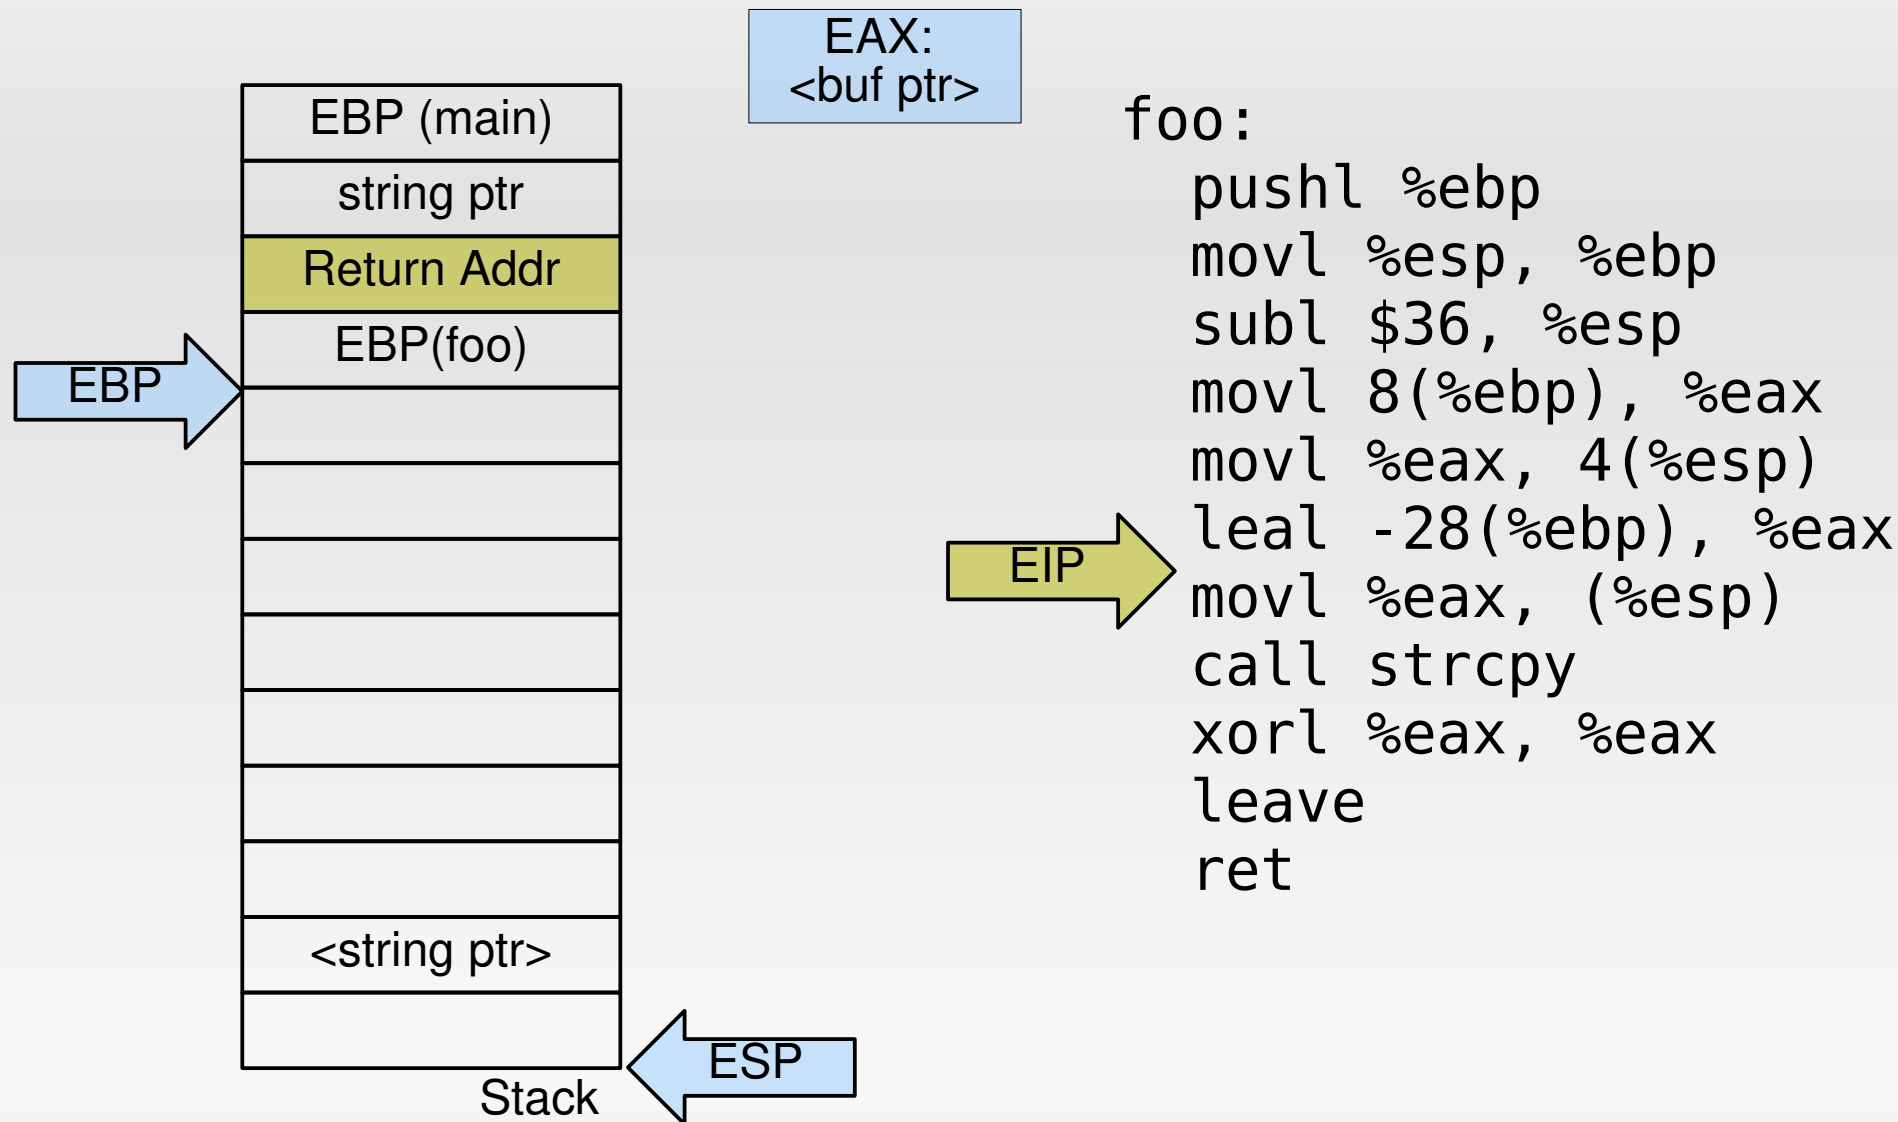 EAX:
<buf ptr>
EBP (main)
string ptr
Return Addr
EBP(foo)
EBP
<string ptr>
ESP
Stack
EIP
foo:
pushl %ebp
movl %esp, %ebp
subl $36, %esp
movl 8(%ebp), %eax
movl %eax, 4(%esp)
leal -28(%ebp), %eax
movl %eax, (%esp)
call strcpy
xorl %eax, %eax
leave
ret